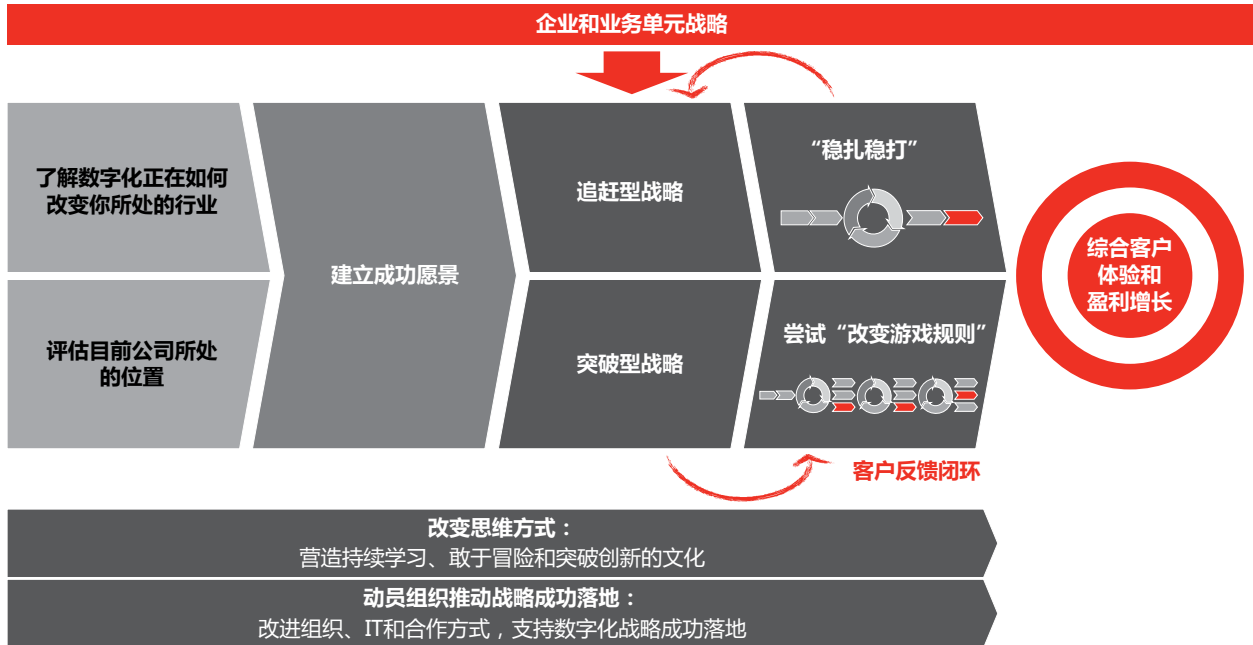 企业和业务单元战略
了解数字化正在如何
改变你所处的行业
评估目前公司所处
的位置
建立成功愿景
追赶型战略
突破型战略
“稳扎稳打”
尝试“改变游戏规则”
综合客户
体验和
盈利增长
客户反馈闭环
改变思维方式：
营造持续学习、敢于冒险和突破创新的文化
动员组织推动战略成功落地：
改进组织、IT和合作方式，支持数字化战略成功落地